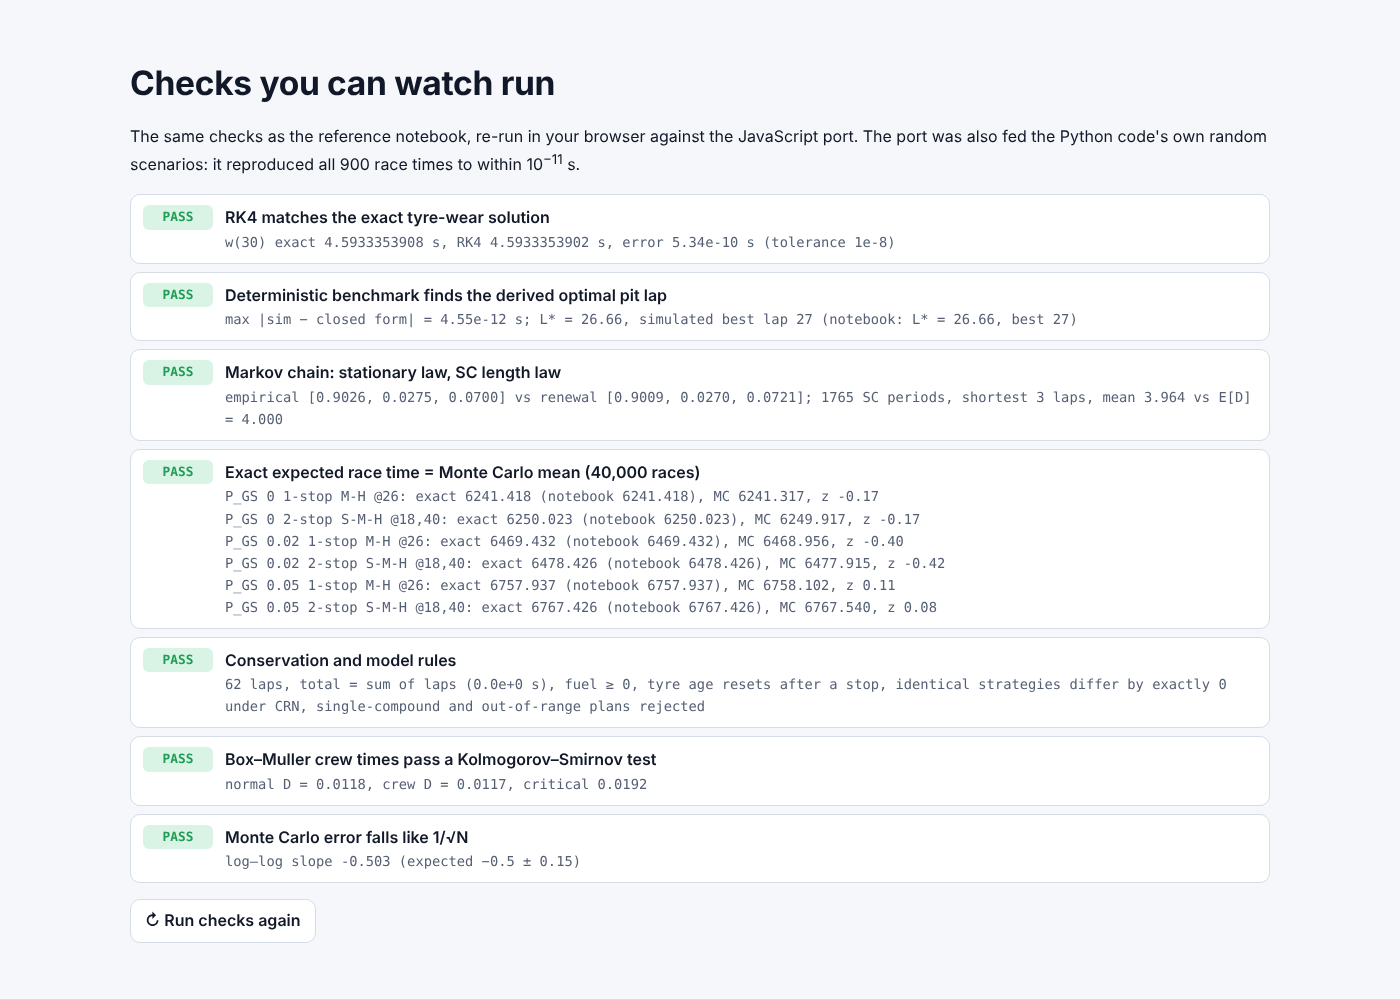 Checks you can watch run
The same checks as the reference notebook, re-run in your browser against the JavaScript port. The port was also fed the Python code's own random
scenarios: it reproduced all 900 race times to within 10⁻¹¹ s.
PASS RK4 matches the exact tyre-wear solution
w(30) exact 4.5933353908 s, RK4 4.5933353902 s, error 5.34e-10 s (tolerance 1e-8)
PASS Deterministic benchmark finds the derived optimal pit lap
max |sim − closed form| = 4.55e-12 s; L* = 26.66, simulated best lap 27 (notebook: L* = 26.66, best 27)
PASS Markov chain: stationary law, SC length law
empirical [0.9026, 0.0275, 0.0700] vs renewal [0.9009, 0.0270, 0.0721]; 1765 SC periods, shortest 3 laps, mean 3.964 vs E[D]
= 4.000
PASS Exact expected race time = Monte Carlo mean (40,000 races)
P_GS 0 1-stop M-H @26: exact 6241.418 (notebook 6241.418), MC 6241.317, z -0.17
P_GS 0 2-stop S-M-H @18,40: exact 6250.023 (notebook 6250.023), MC 6249.917, z -0.17
P_GS 0.02 1-stop M-H @26: exact 6469.432 (notebook 6469.432), MC 6468.956, z -0.40
P_GS 0.02 2-stop S-M-H @18,40: exact 6478.426 (notebook 6478.426), MC 6477.915, z -0.42
P_GS 0.05 1-stop M-H @26: exact 6757.937 (notebook 6757.937), MC 6758.102, z 0.11
P_GS 0.05 2-stop S-M-H @18,40: exact 6767.426 (notebook 6767.426), MC 6767.540, z 0.08
PASS Conservation and model rules
62 laps, total = sum of laps (0.0e+0 s), fuel ≥ 0, tyre age resets after a stop, identical strategies differ by exactly 0
under CRN, single-compound and out-of-range plans rejected
PASS Box–Muller crew times pass a Kolmogorov–Smirnov test
normal D = 0.0118, crew D = 0.0117, critical 0.0192
PASS Monte Carlo error falls like 1/√N
log–log slope -0.503 (expected −0.5 ± 0.15)
↻ Run checks again